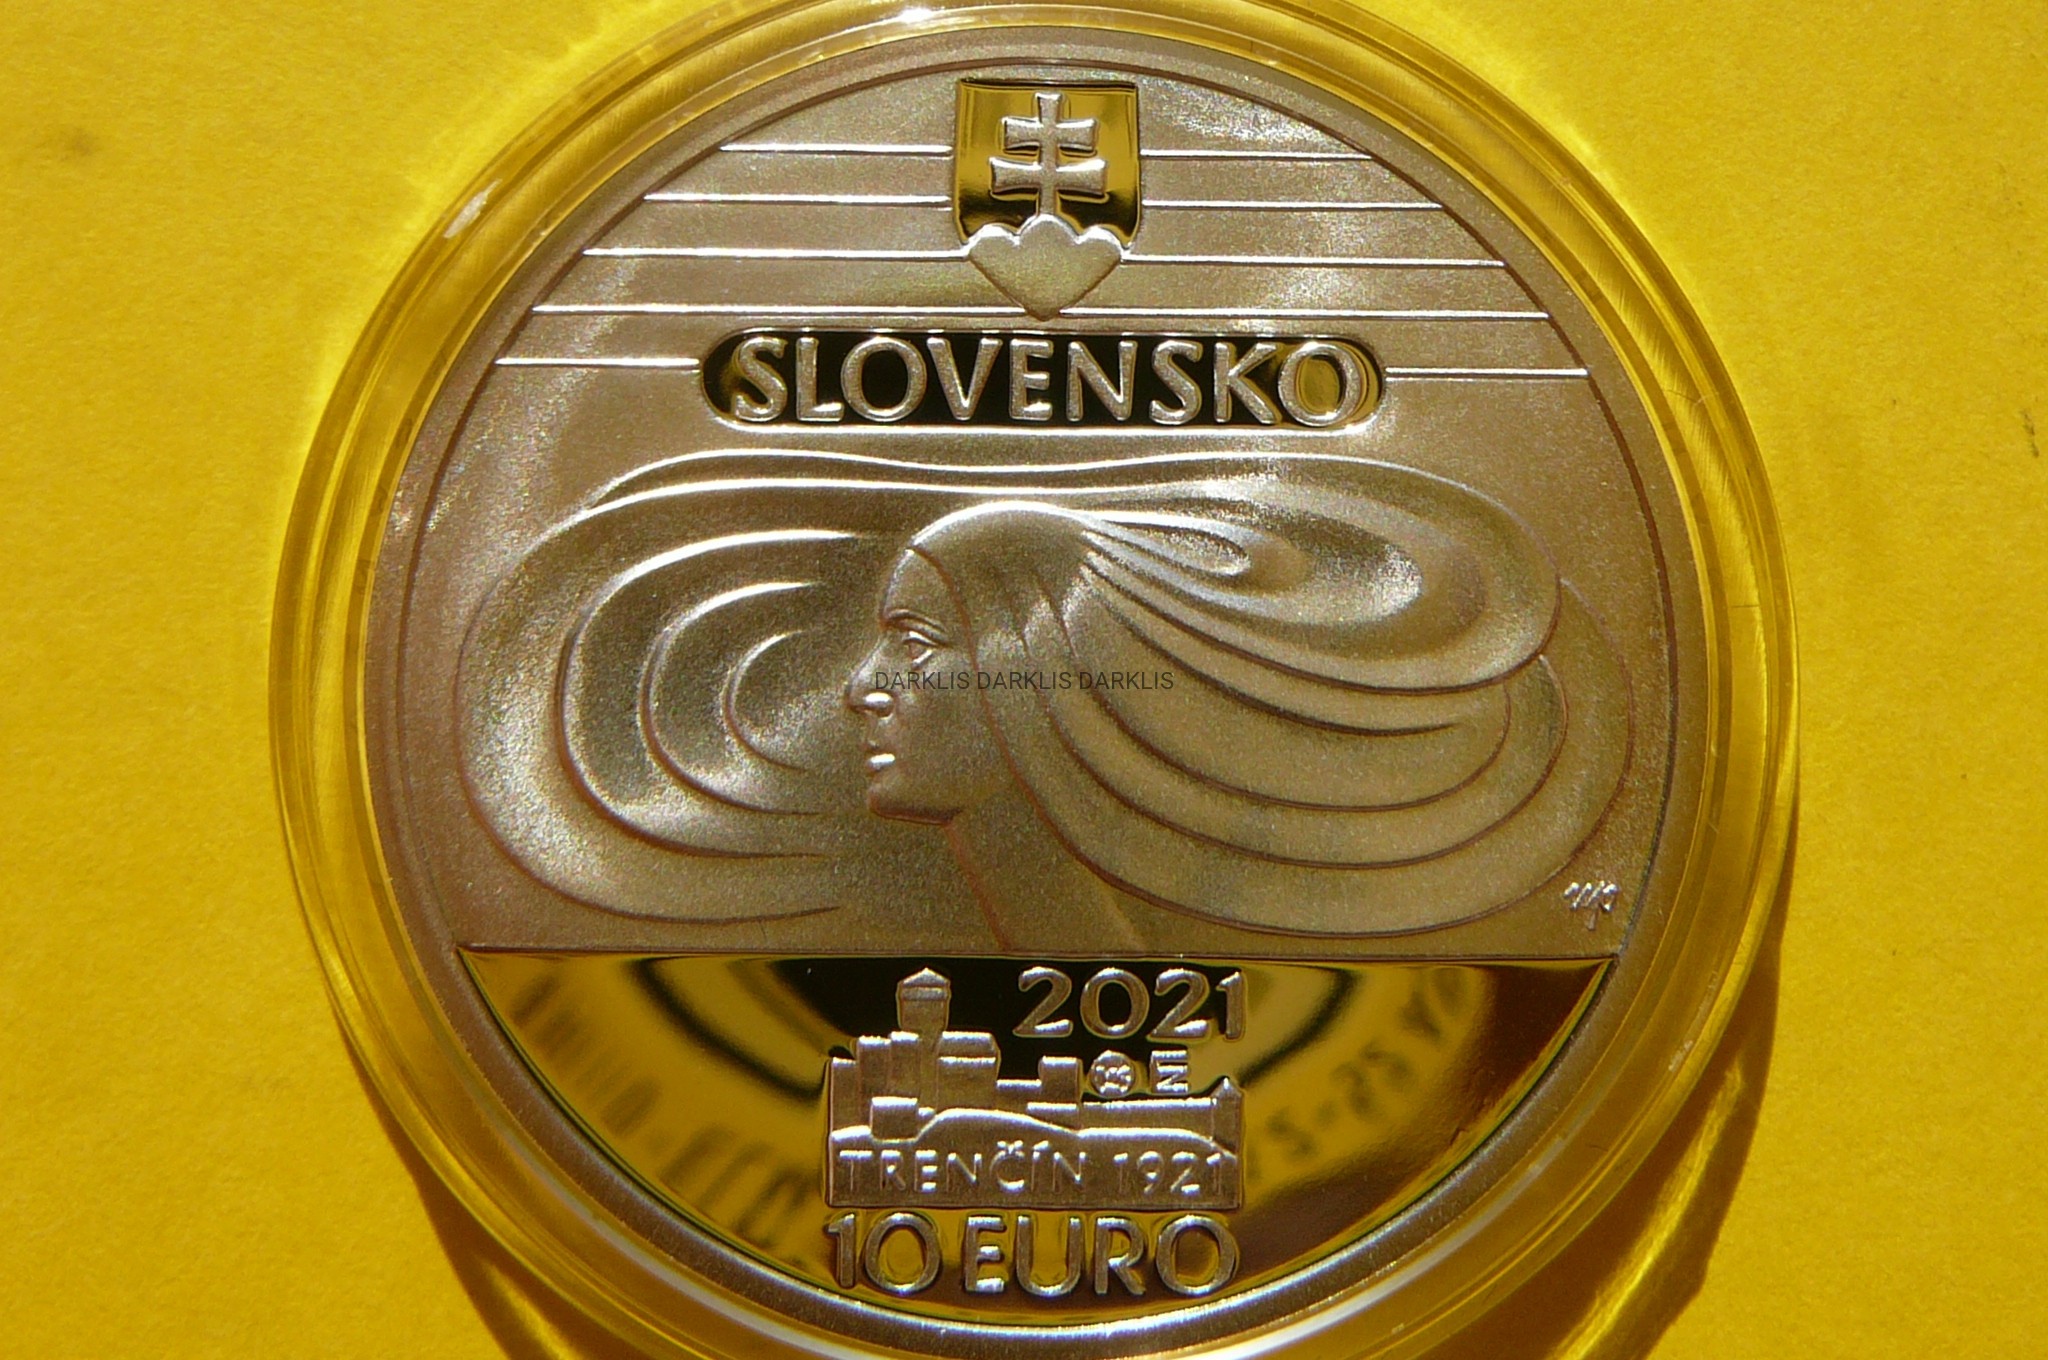 SLOVENSKO
DARKLIS DARKLIS DARKLIS
2021
TRENČÍN 1921
10 EURO